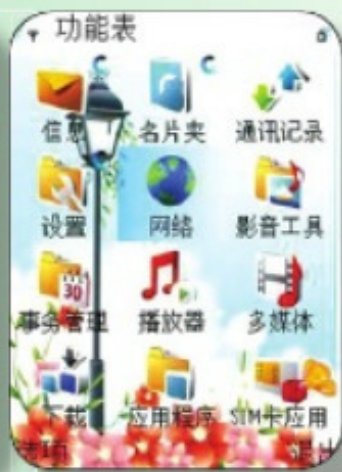 功能表
信息 名片夹 通讯记录
设置 网络 影音工具
30
事务管理 播放器 多媒体
下载 应用程序 SIM卡应用
选项 退出